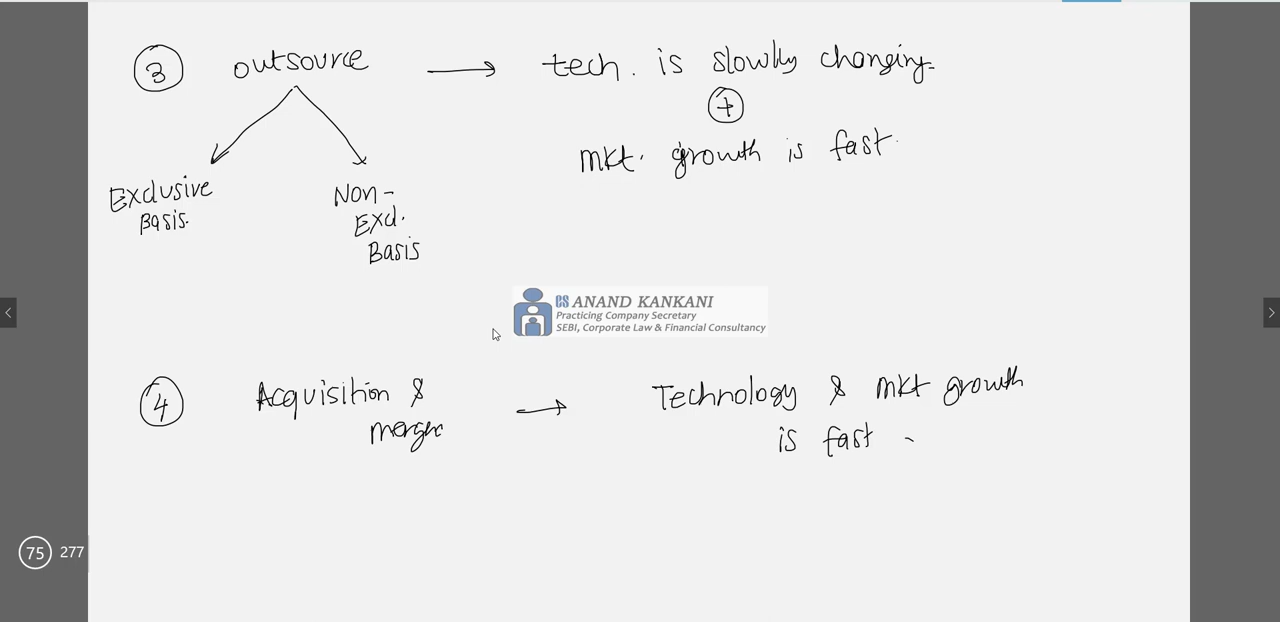 3 outsource → tech. is slowly changing.
+
mkt. growth is fast.
Exclusive Basis.
Non-Excl. Basis
CS ANAND KANKANI
Practicing Company Secretary
SEBI, Corporate Law & Financial Consultancy
4 Acquisition & merger → Technology & mkt growth
is fast
75 277